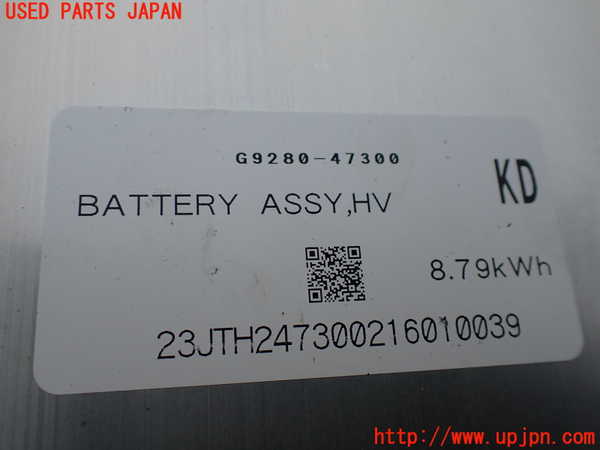 USED PARTS JAPAN
G9280-47300
KD
BATTERY ASSY,HV
8.79kWh
23JTH247300216010039
http://www.upjpn.com